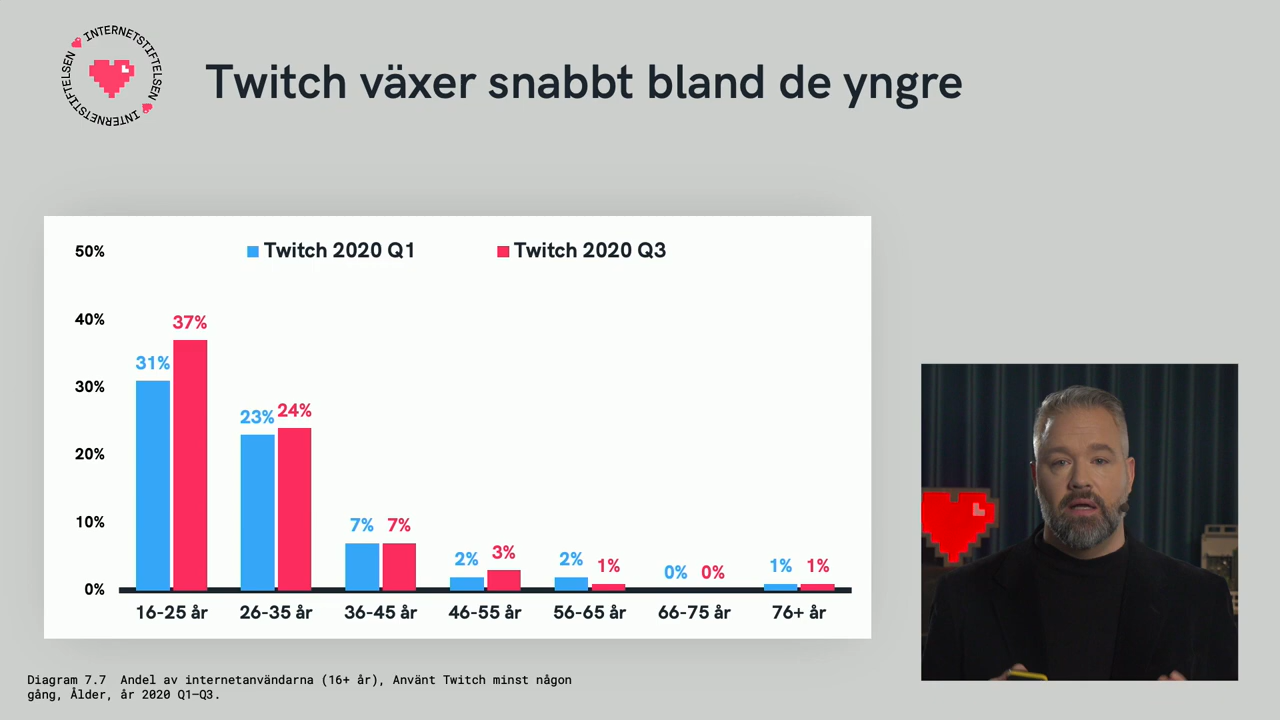 INTERNETSTIFTELSEN INTERNETSTIFTELSEN
Twitch växer snabbt bland de yngre
Twitch 2020 Q1 Twitch 2020 Q3
50%
40%
30%
20%
10%
0%
31% 37% 23% 24% 7% 7% 2% 3% 2% 1% 0% 0% 1% 1%
16-25 år 26-35 år 36-45 år 46-55 år 56-65 år 66-75 år 76+ år
Diagram 7.7 Andel av internetanvändarna (16+ år), Använt Twitch minst någon
gång, Ålder, år 2020 Q1–Q3.